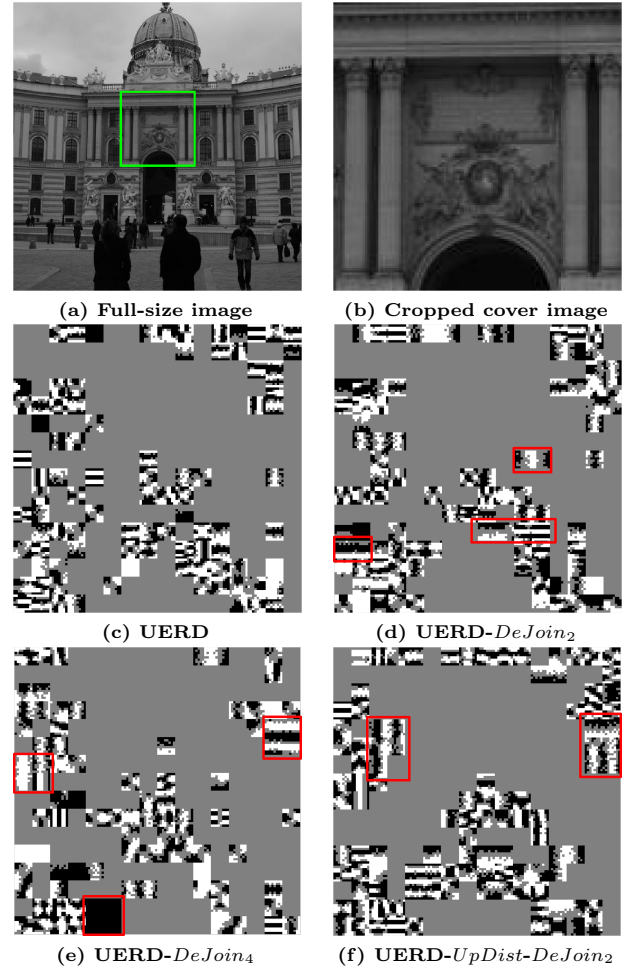 (a) Full-size image
(b) Cropped cover image
(c) UERD
(d) UERD-DeJoin₂
(e) UERD-DeJoin₄
(f) UERD-UpDist-DeJoin₂